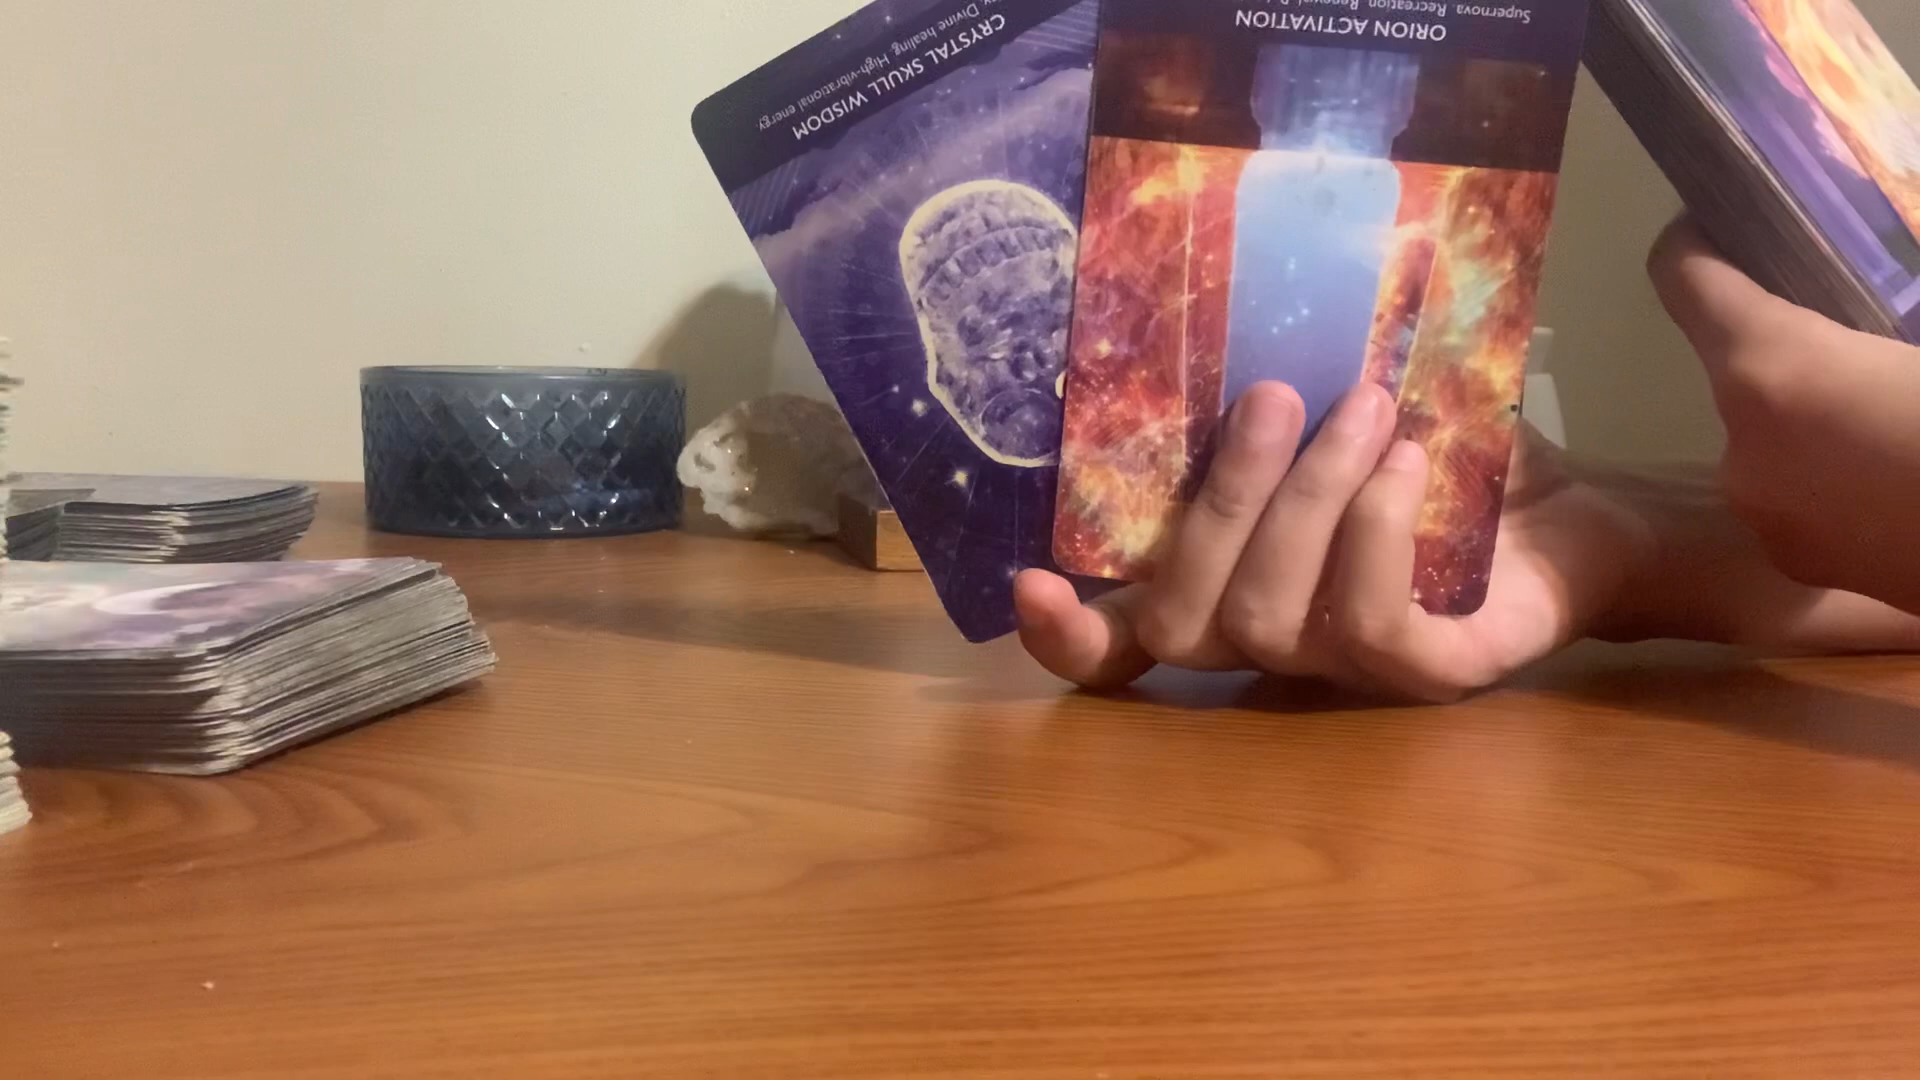 CRYSTAL SKULL WISDOM
Divine healing. High-vibrational energy.
ORION ACTIVATION
Supernova. Recreation. Renewal.